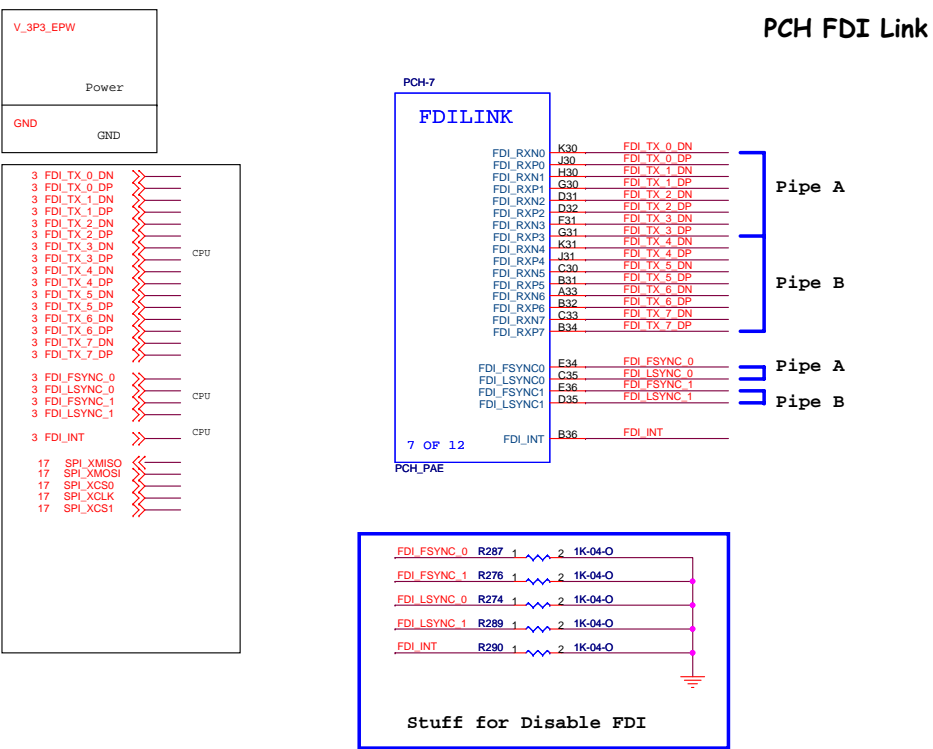 PCH FDI Link
V_3P3_EPW
Power
GND
GND
3 FDI_TX_0_DN
3 FDI_TX_0_DP
3 FDI_TX_1_DN
3 FDI_TX_1_DP
3 FDI_TX_2_DN
3 FDI_TX_2_DP
3 FDI_TX_3_DN
3 FDI_TX_3_DP
3 FDI_TX_4_DN
3 FDI_TX_4_DP
3 FDI_TX_5_DN
3 FDI_TX_5_DP
3 FDI_TX_6_DN
3 FDI_TX_6_DP
3 FDI_TX_7_DN
3 FDI_TX_7_DP
CPU
3 FDI_FSYNC_0
3 FDI_LSYNC_0
3 FDI_FSYNC_1
3 FDI_LSYNC_1
CPU
3 FDI_INT
CPU
17 SPI_XMISO
17 SPI_XMOSI
17 SPI_XCS0
17 SPI_XCLK
17 SPI_XCS1
PCH-7
FDILINK
FDI_RXN0 K30 FDI_TX_0_DN
FDI_RXP0 J30 FDI_TX_0_DP
FDI_RXN1 H30 FDI_TX_1_DN
FDI_RXP1 G30 FDI_TX_1_DP
FDI_RXN2 D31 FDI_TX_2_DN
FDI_RXP2 D32 FDI_TX_2_DP
FDI_RXN3 F31 FDI_TX_3_DN
FDI_RXP3 G31 FDI_TX_3_DP
FDI_RXN4 K31 FDI_TX_4_DN
FDI_RXP4 J31 FDI_TX_4_DP
FDI_RXN5 C30 FDI_TX_5_DN
FDI_RXP5 B31 FDI_TX_5_DP
FDI_RXN6 A33 FDI_TX_6_DN
FDI_RXP6 B32 FDI_TX_6_DP
FDI_RXN7 C33 FDI_TX_7_DN
FDI_RXP7 B34 FDI_TX_7_DP
Pipe A
Pipe B
FDI_FSYNC0 E34 FDI_FSYNC_0
FDI_LSYNC0 C35 FDI_LSYNC_0
FDI_FSYNC1 E36 FDI_FSYNC_1
FDI_LSYNC1 D35 FDI_LSYNC_1
Pipe A
Pipe B
FDI_INT B36 FDI_INT
7 OF 12
PCH_PAE
FDI_FSYNC_0 R287 1 2 1K-04-O
FDI_FSYNC_1 R276 1 2 1K-04-O
FDI_LSYNC_0 R274 1 2 1K-04-O
FDI_LSYNC_1 R289 1 2 1K-04-O
FDI_INT R290 1 2 1K-04-O
Stuff for Disable FDI